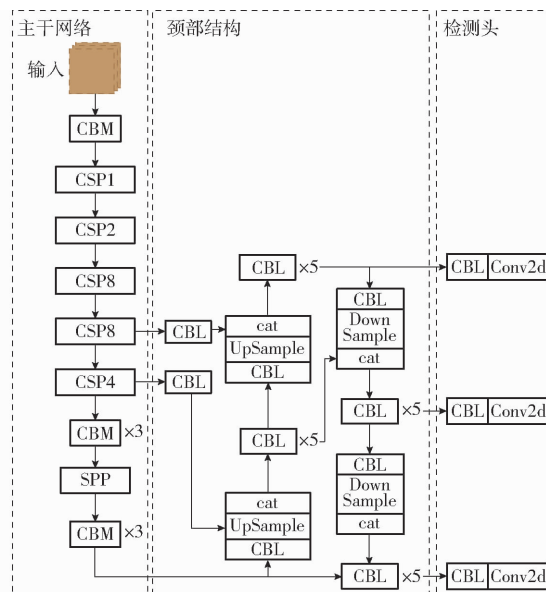 主干网络
输入
CBM
CSP1
CSP2
CSP8
CSP8
CSP4
CBM ×3
SPP
CBM ×3
颈部结构
CBL ×5
CBL
cat
UpSample
CBL
CBL
CBL ×5
cat
UpSample
CBL
CBL
Down
Sample
cat
CBL ×5
CBL
Down
Sample
cat
CBL ×5
检测头
CBL Conv2d
CBL Conv2d
CBL Conv2d